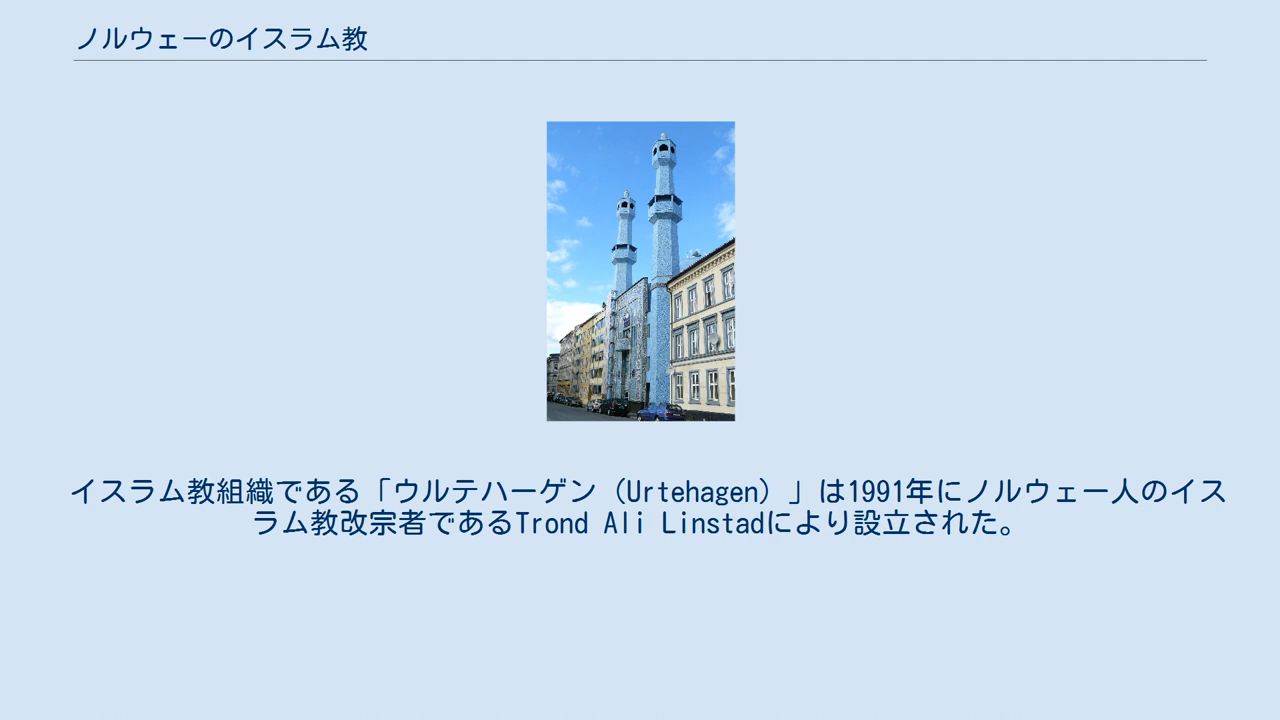 ノルウェーのイスラム教
イスラム教組織である「ウルテハーゲン（Urtehagen）」は1991年にノルウェー人のイス
ラム教改宗者であるTrond Ali Linstadにより設立された。